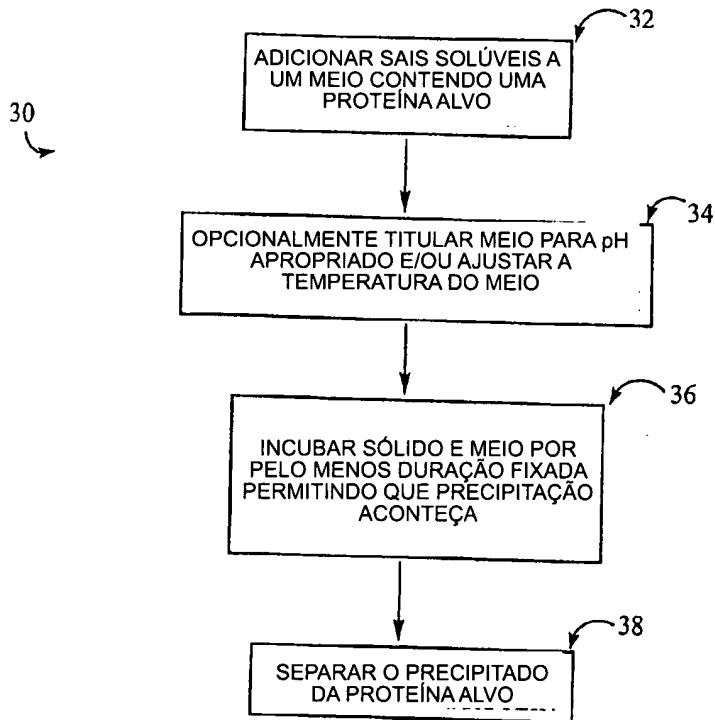 32
ADICIONAR SAIS SOLÚVEIS A
UM MEIO CONTENDO UMA
PROTEÍNA ALVO
30
34
OPCIONALMENTE TITULAR MEIO PARA pH
APROPRIADO E/OU AJUSTAR A
TEMPERATURA DO MEIO
36
INCUBAR SÓLIDO E MEIO POR
PELO MENOS DURAÇÃO FIXADA
PERMITINDO QUE PRECIPITAÇÃO
ACONTEÇA
38
SEPARAR O PRECIPITADO
DA PROTEÍNA ALVO